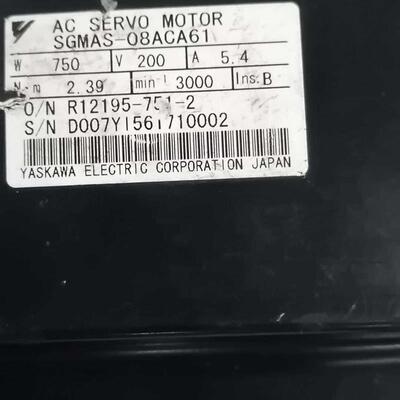 AC SERVO MOTOR
SGMAS-08ACA61
W 750 V 200 A 5.4
N·m 2.39 min⁻¹ 3000 Ins. B
O/N R12195-751-2
S/N D007Y1561710002
YASKAWA ELECTRIC CORPORATION JAPAN